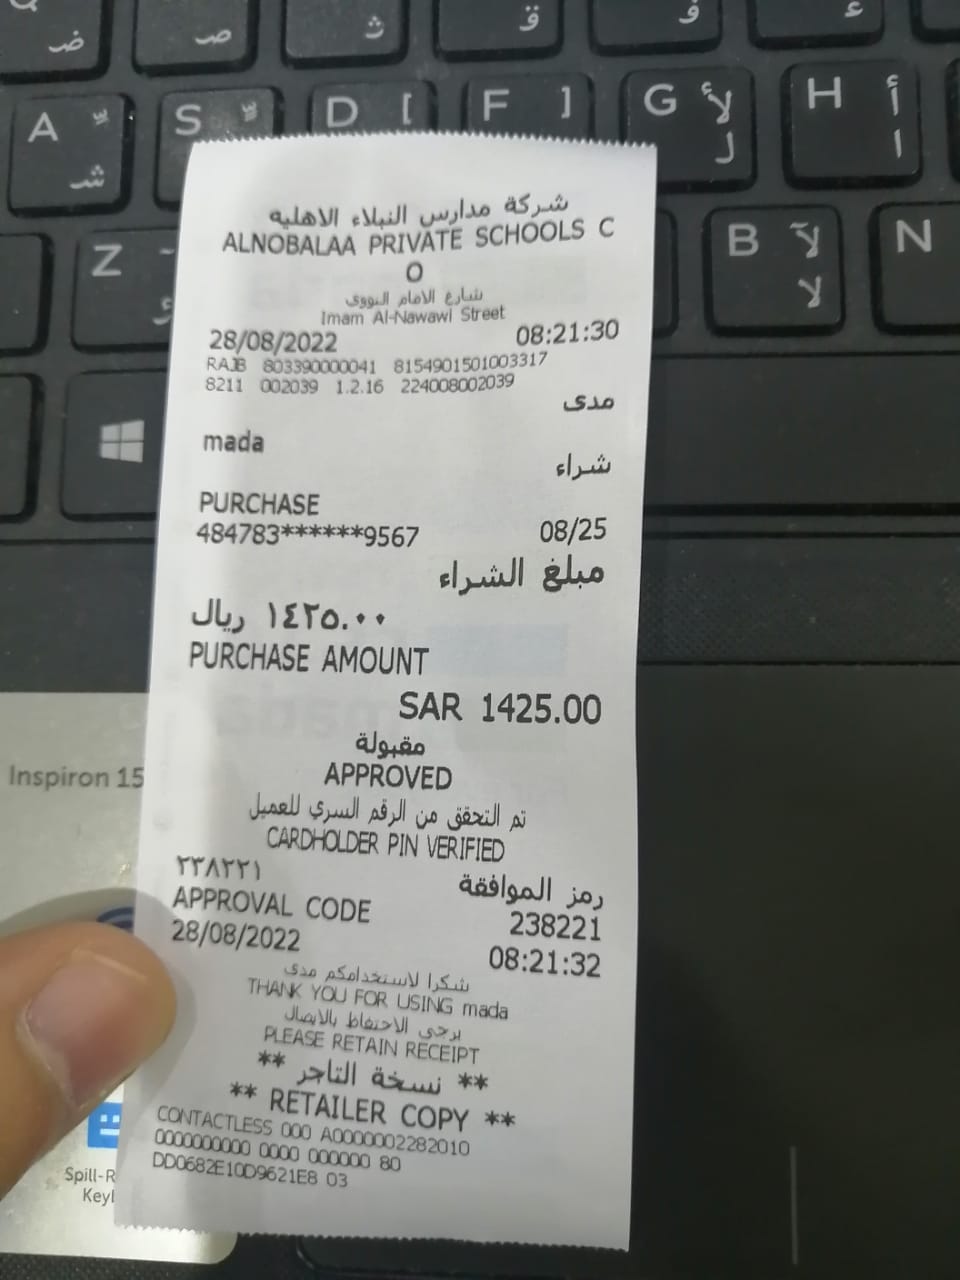 ض
ص
ث
ق
ف
A
ش
S
D [
F ]
G لأ
ل
H أ
ا
Z
B لآ
لا
N
شركة مدارس النبلاء الاهليه
ALNOBALAA PRIVATE SCHOOLS C
O
شارع الامام النووي
Imam Al-Nawawi Street
28/08/2022 08:21:30
RAJB 803390000041 8154901501003317
8211 002039 1.2.16 224008002039
مدى
mada
شراء
PURCHASE
484783******9567 08/25
مبلغ الشراء
١٤٢٥.٠٠ ريال
PURCHASE AMOUNT
SAR 1425.00
مقبولة
APPROVED
تم التحقق من الرقم السري للعميل
CARDHOLDER PIN VERIFIED
٢٣٨٢٢١ رمز الموافقة
APPROVAL CODE 238221
28/08/2022 08:21:32
شكرا لاستخدامكم مدى
THANK YOU FOR USING mada
يرجى الاحتفاظ بالايصال
PLEASE RETAIN RECEIPT
** نسخة التاجر **
** RETAILER COPY **
CONTACTLESS 000 A0000002282010
0000000000 0000 000000 80
DD0682E10D9621E8 03
Inspiron 15
Spill-R
Keyb